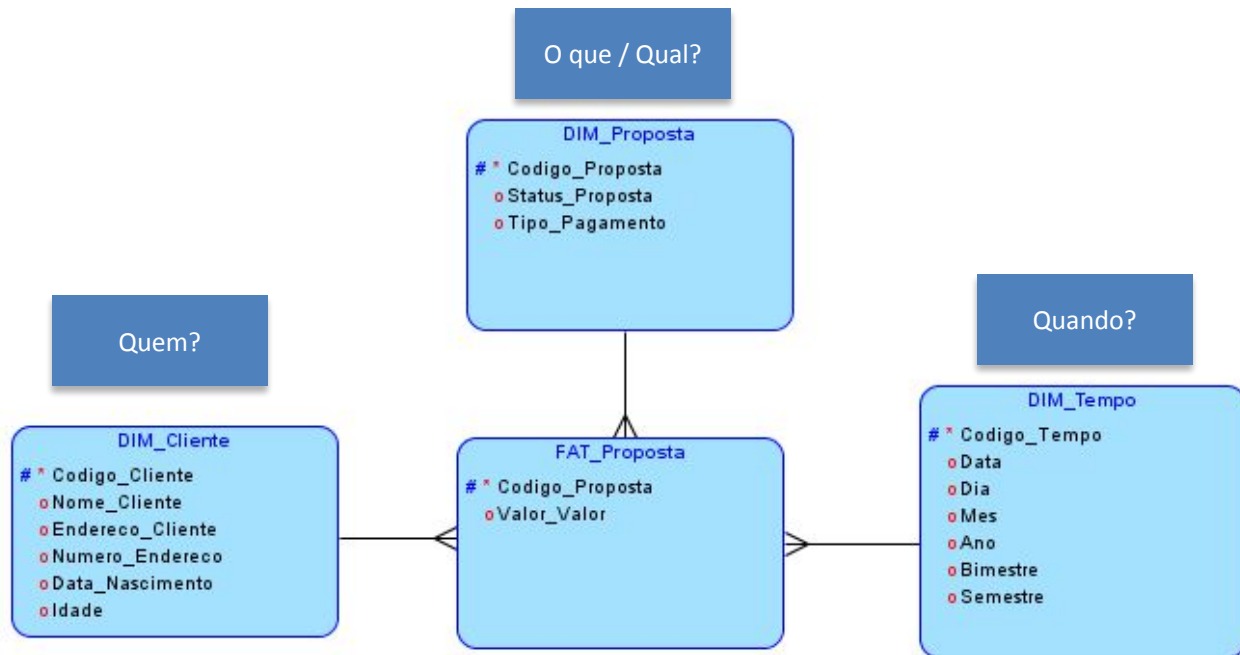 O que / Qual?
DIM_Proposta
# * Codigo_Proposta
o Status_Proposta
o Tipo_Pagamento
Quem?
DIM_Cliente
# * Codigo_Cliente
o Nome_Cliente
o Endereco_Cliente
o Numero_Endereco
o Data_Nascimento
o Idade
FAT_Proposta
# * Codigo_Proposta
o Valor_Valor
Quando?
DIM_Tempo
# * Codigo_Tempo
o Data
o Dia
o Mes
o Ano
o Bimestre
o Semestre